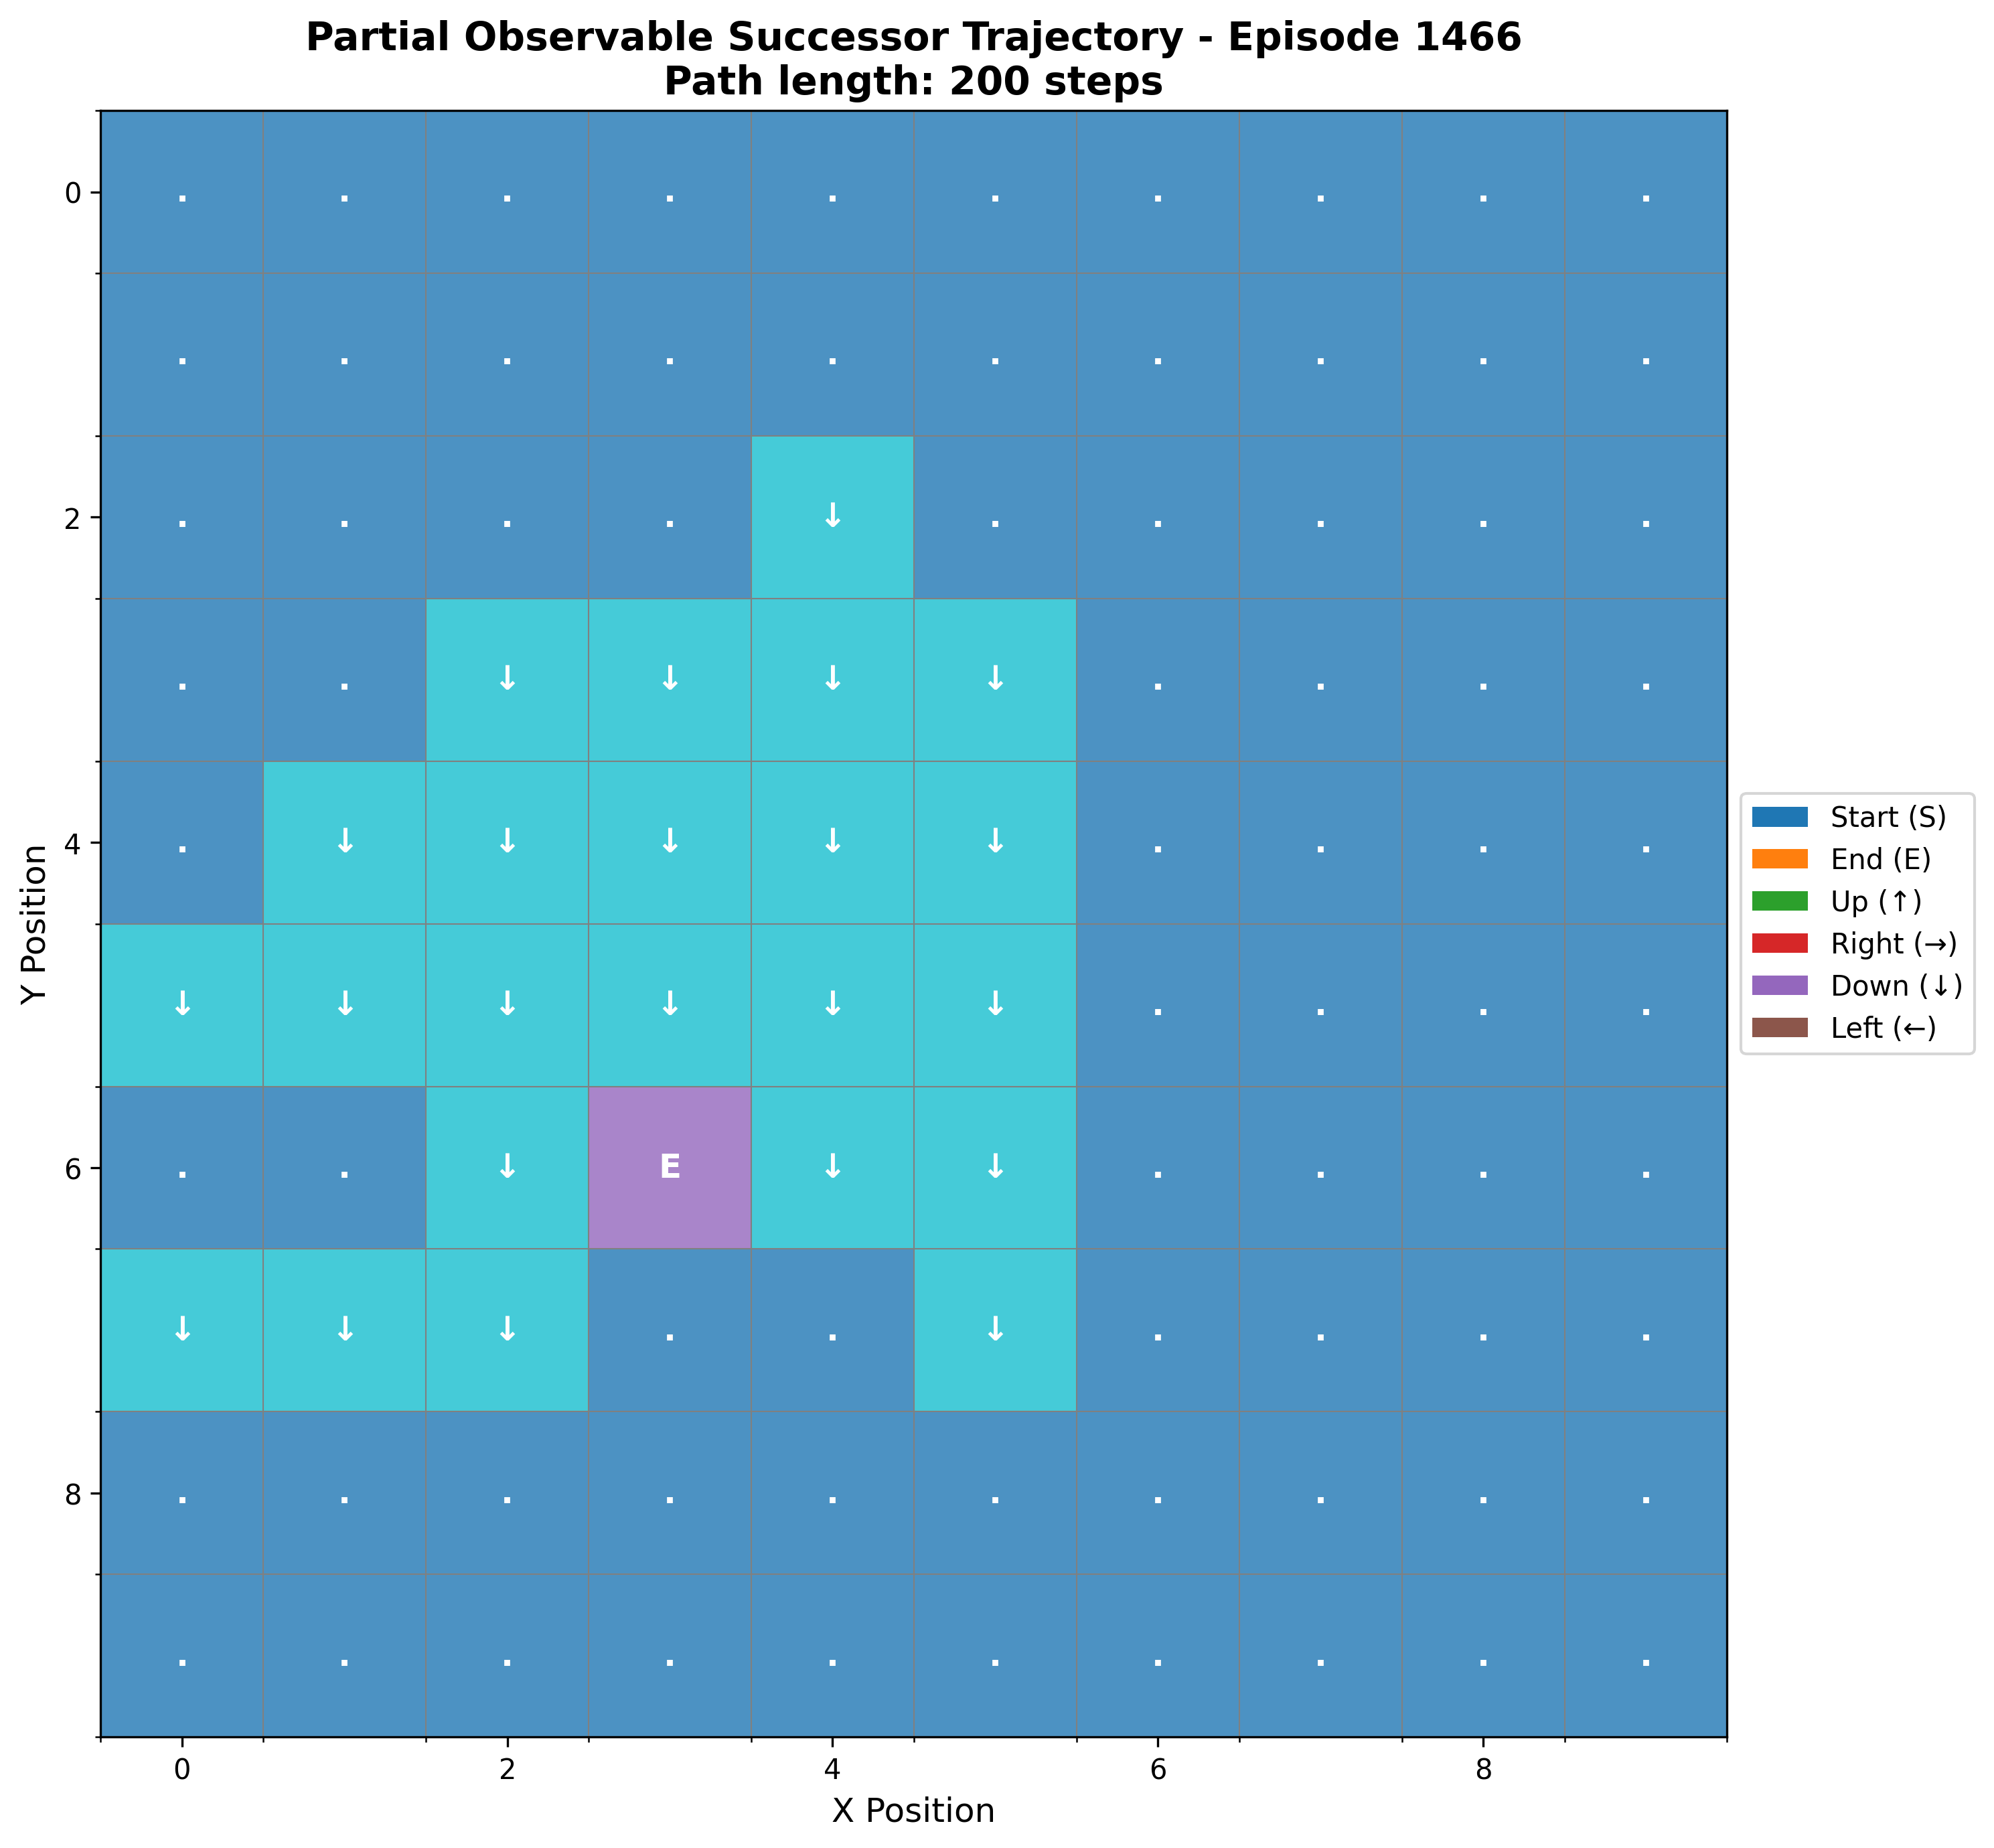 Partial Observable Successor Trajectory - Episode 1466
Path length: 200 steps
0 . . . . . . . . . .
. . . . . . . . . .
2 . . . . ↓ . . . . .
. . ↓ ↓ ↓ ↓ . . . .
4 . ↓ ↓ ↓ ↓ ↓ . . . .
↓ ↓ ↓ ↓ ↓ ↓ . . . .
6 . . ↓ E ↓ ↓ . . . .
↓ ↓ ↓ . . ↓ . . . .
8 . . . . . . . . . .
. . . . . . . . . .
0 2 4 6 8
X Position
Y Position
Start (S)
End (E)
Up (↑)
Right (→)
Down (↓)
Left (←)